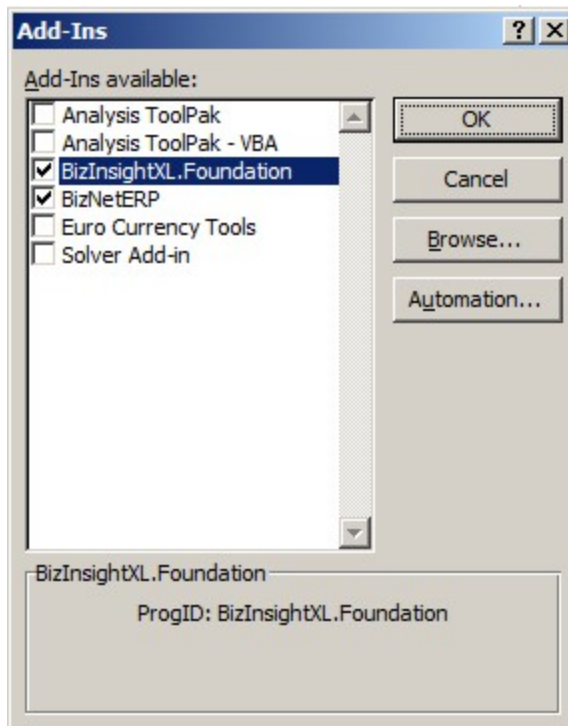 Add-Ins
Add-Ins available:
Analysis ToolPak
Analysis ToolPak - VBA
BizInsightXL.Foundation
BizNetERP
Euro Currency Tools
Solver Add-in
OK
Cancel
Browse...
Automation...
BizInsightXL.Foundation
ProgID: BizInsightXL.Foundation